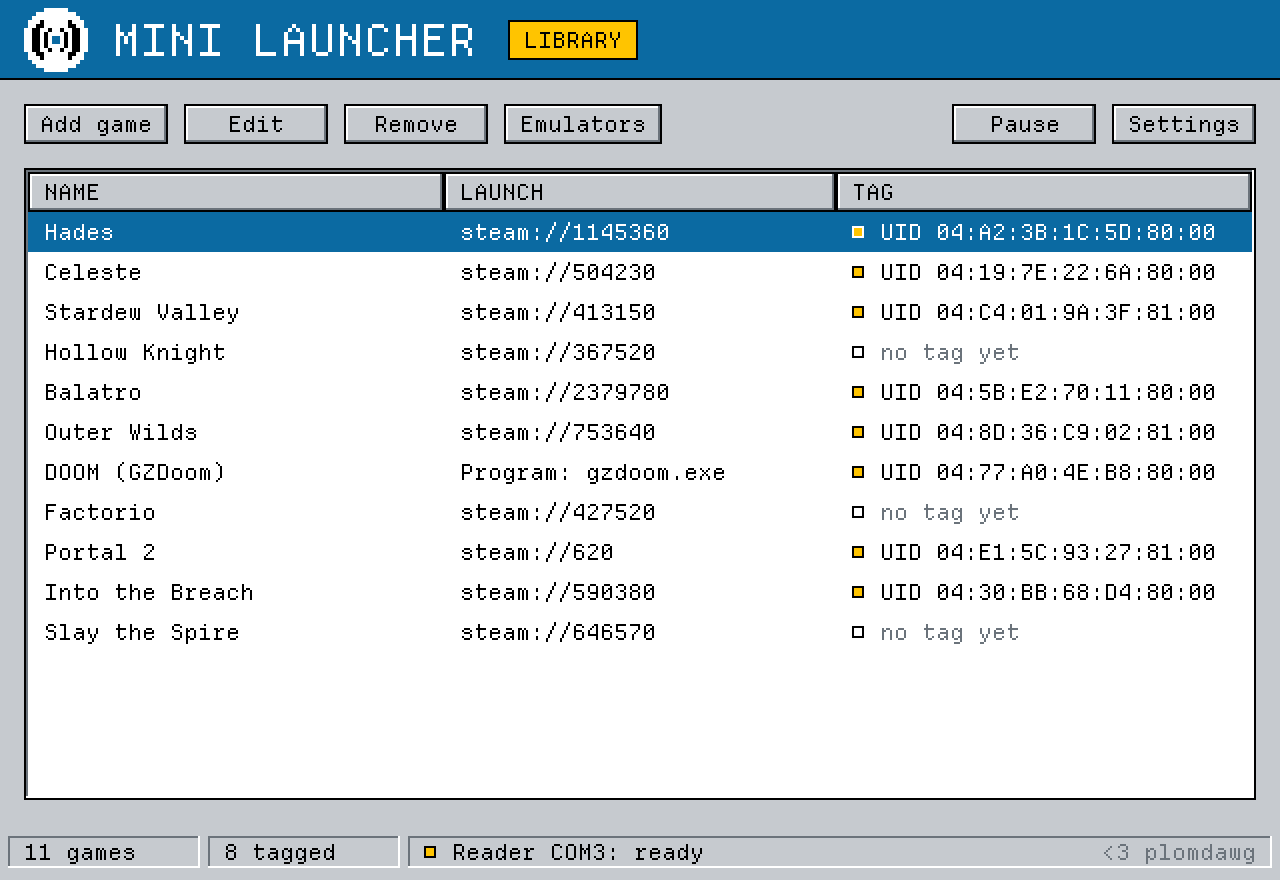 MINI LAUNCHER LIBRARY
Add game Edit Remove Emulators Pause Settings
NAME LAUNCH TAG
Hades steam://1145360 UID 04:A2:3B:1C:5D:80:00
Celeste steam://504230 UID 04:19:7E:22:6A:80:00
Stardew Valley steam://413150 UID 04:C4:01:9A:3F:81:00
Hollow Knight steam://367520 no tag yet
Balatro steam://2379780 UID 04:5B:E2:70:11:80:00
Outer Wilds steam://753640 UID 04:8D:36:C9:02:81:00
DOOM (GZDoom) Program: gzdoom.exe UID 04:77:A0:4E:B8:80:00
Factorio steam://427520 no tag yet
Portal 2 steam://620 UID 04:E1:5C:93:27:81:00
Into the Breach steam://590380 UID 04:30:BB:68:D4:80:00
Slay the Spire steam://646570 no tag yet
11 games 8 tagged Reader COM3: ready <3 plomdawg